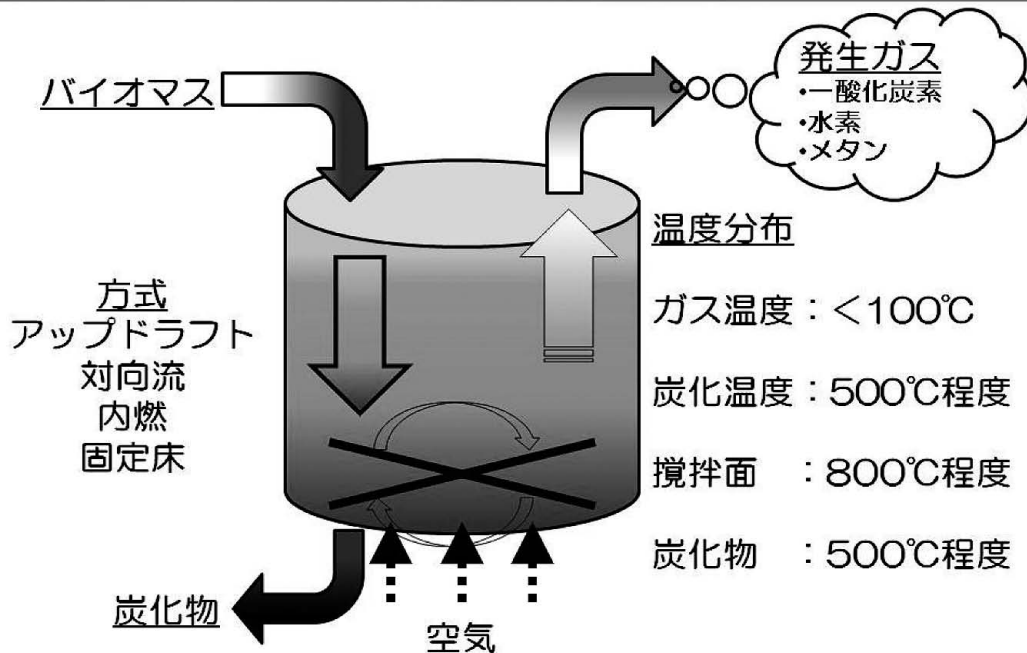 バイオマス
発生ガス
・一酸化炭素
・水素
・メタン
方式
アップドラフト
対向流
内燃
固定床
温度分布
ガス温度：＜100℃
炭化温度：500℃程度
撹拌面　：800℃程度
炭化物　：500℃程度
炭化物
空気